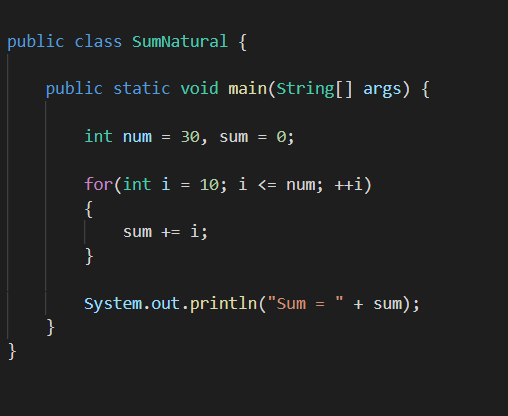 public class SumNatural {
public static void main(String[] args) {
int num = 30, sum = 0;
for(int i = 10; i <= num; ++i)
{
sum += i;
}
System.out.println("Sum = " + sum);
}
}